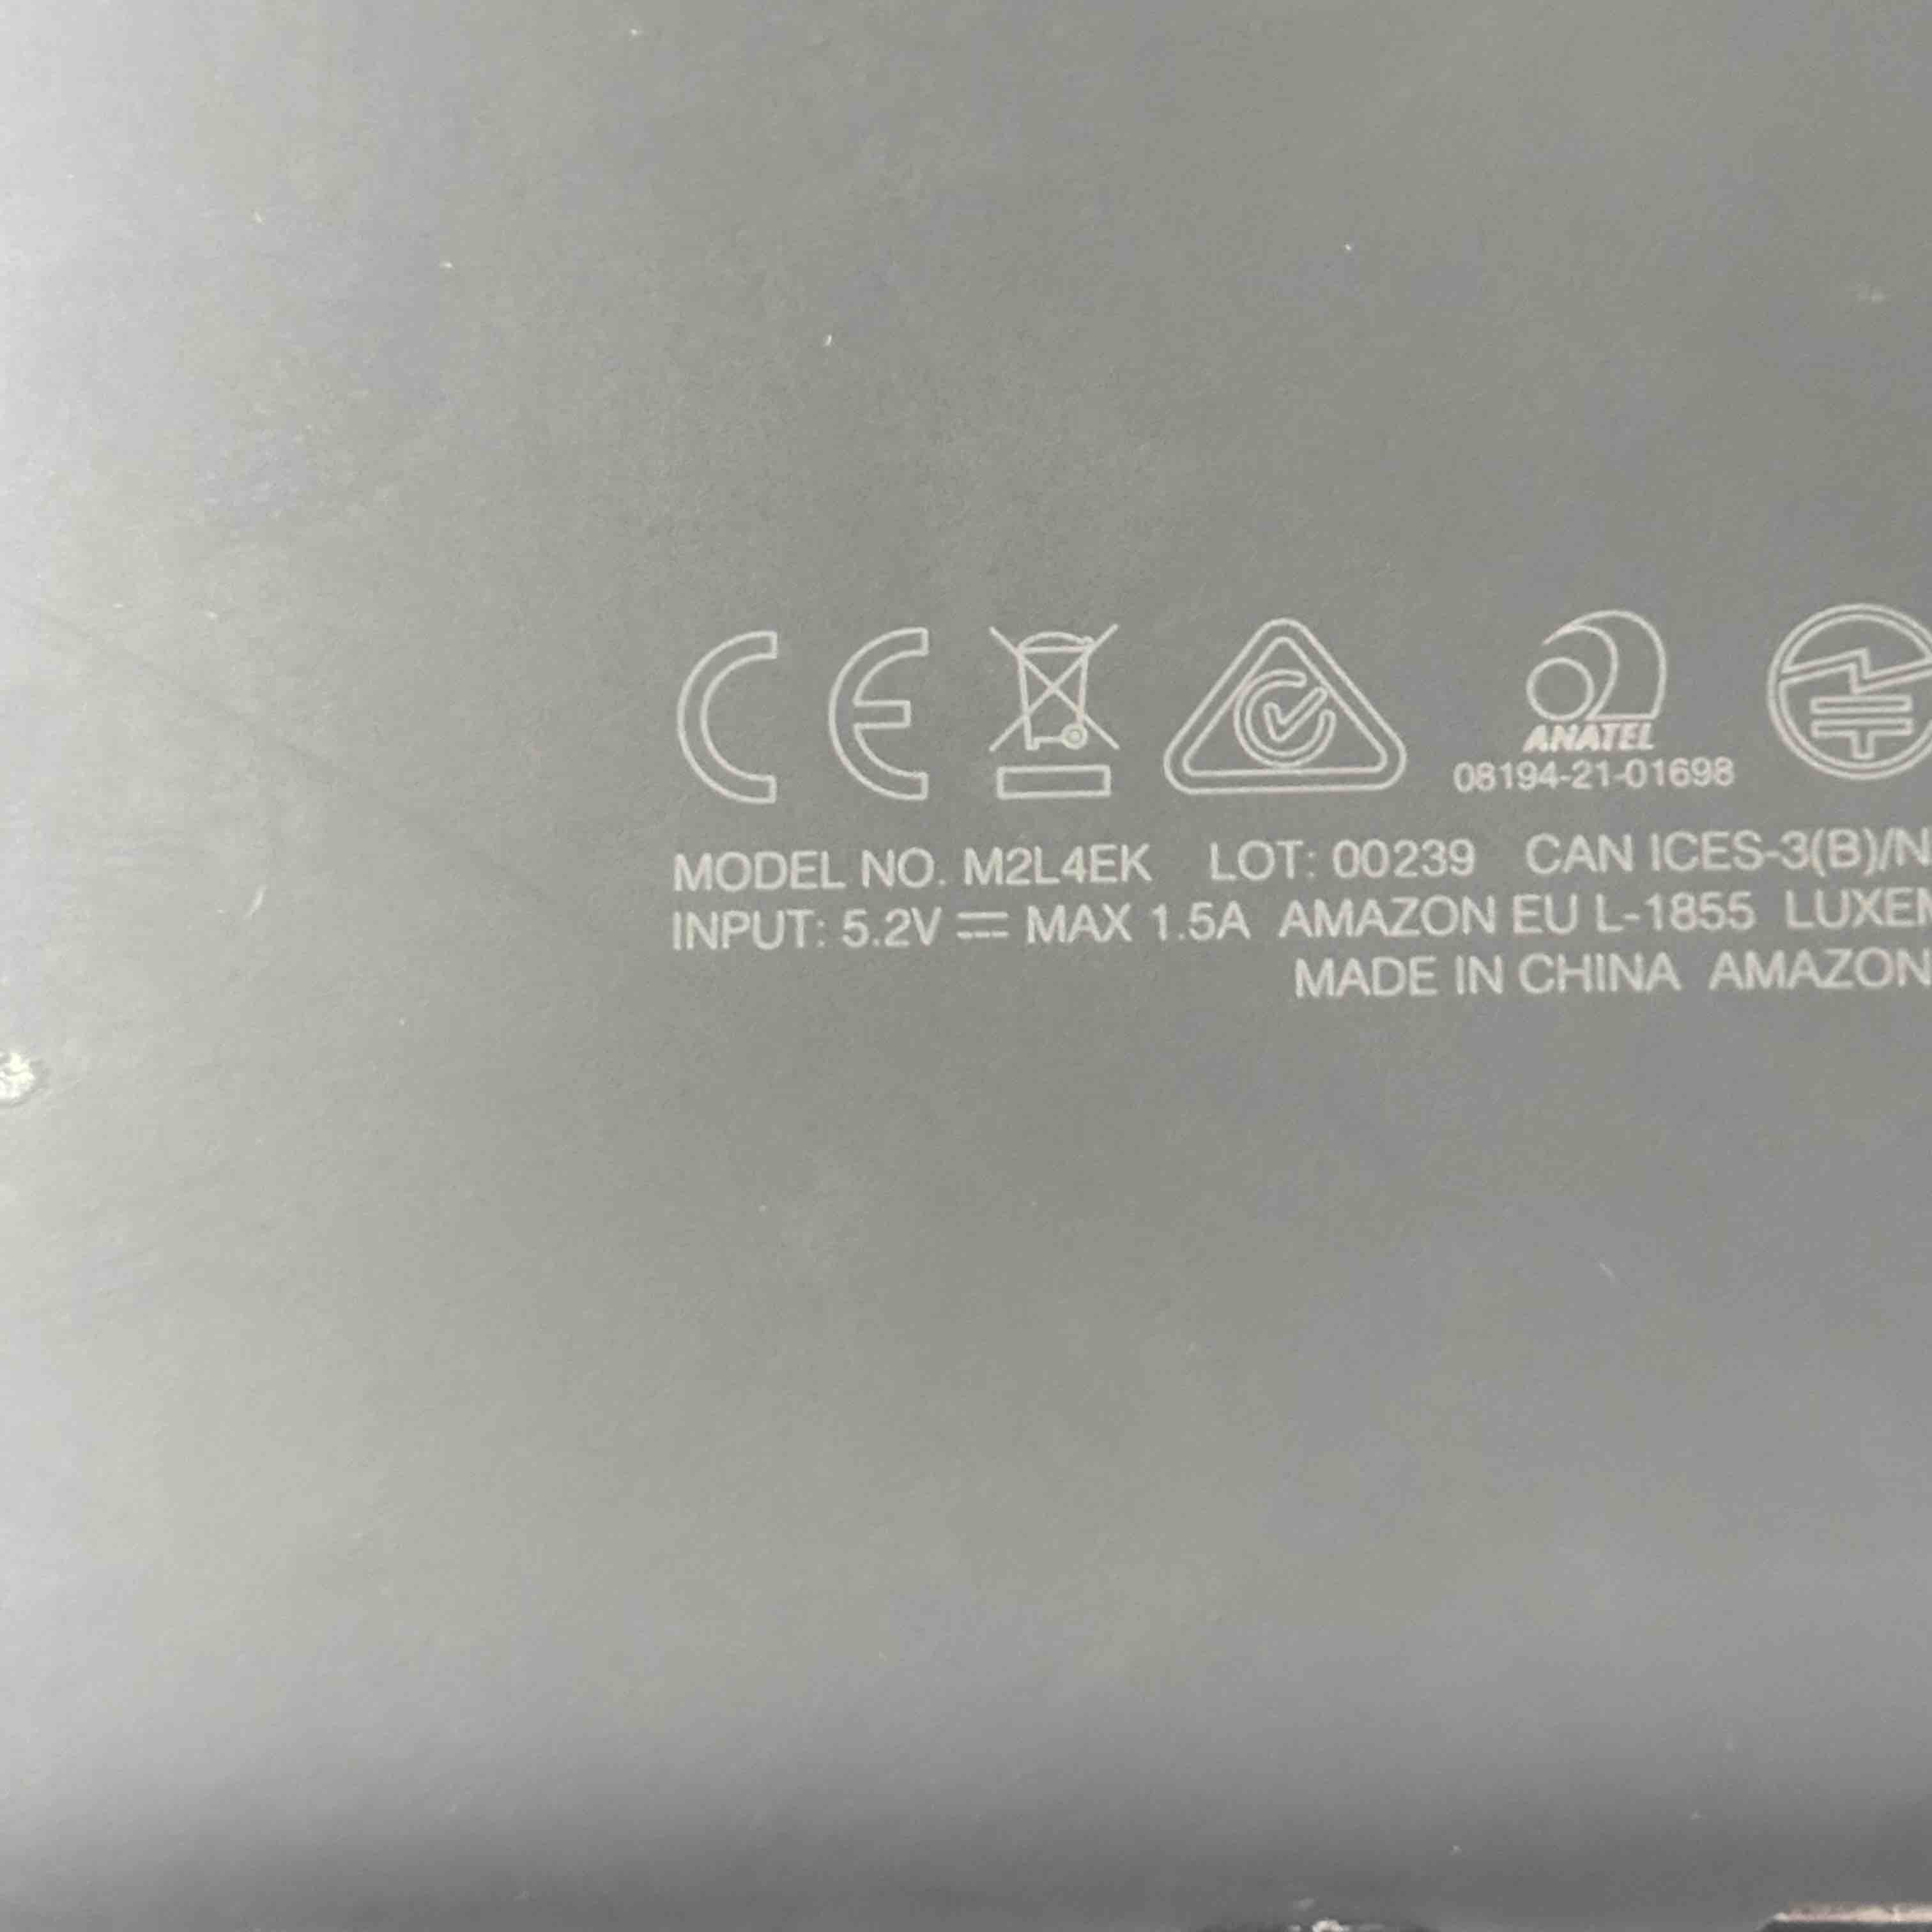 CE
ANATEL
08194-21-01698
MODEL NO. M2L4EK LOT: 00239 CAN ICES-3(B)/N
INPUT: 5.2V ⎓ MAX 1.5A AMAZON EU L-1855 LUXEM
MADE IN CHINA AMAZON